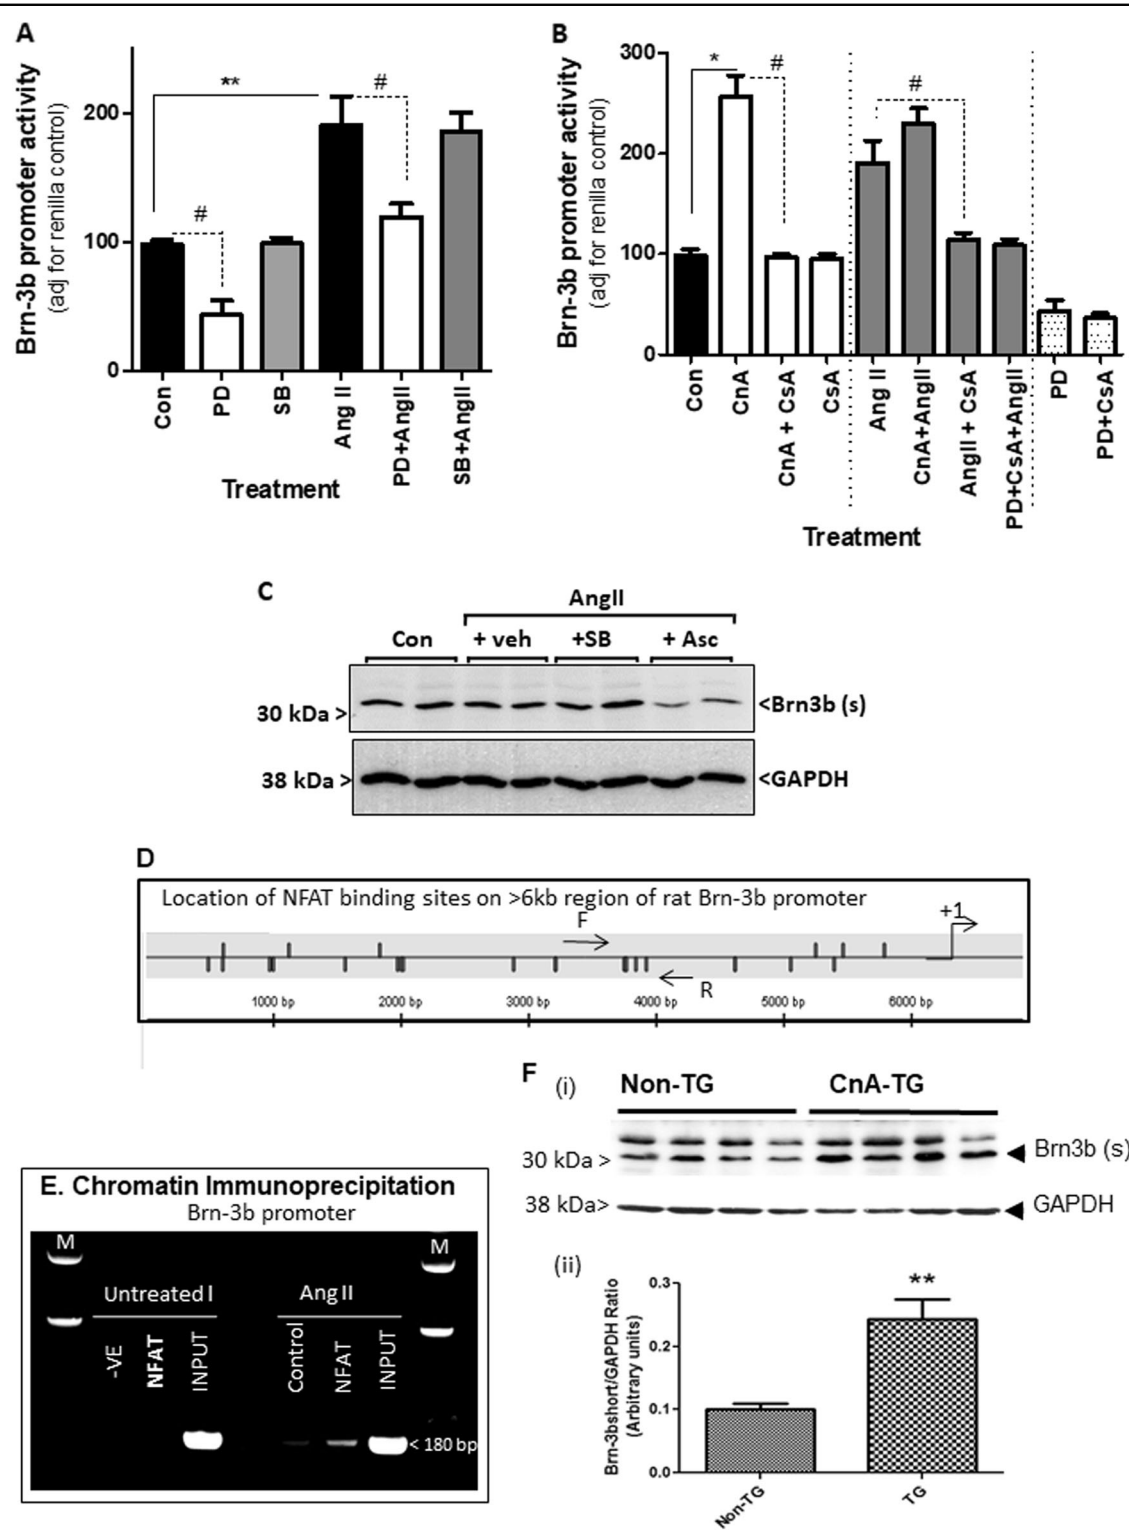 A
Brn-3b promoter activity
(adj for renilla control)
200
100
0
**
#
#
Con
PD
SB
Ang II
PD+AngII
SB+AngII
Treatment
B
Brn-3b promoter activity
(adj for renilla control)
300
200
100
0
*
#
#
Con
CnA
CnA + CsA
CsA
Ang II
CnA+AngII
AngII + CsA
PD+CsA+AngII
PD
PD+CsA
Treatment
C
AngII
Con + veh +SB + Asc
30 kDa > <Brn3b (s)
38 kDa > <GAPDH
D
Location of NFAT binding sites on >6kb region of rat Brn-3b promoter
F
+1
R
1000 bp 2000 bp 3000 bp 4000 bp 5000 bp 6000 bp
E. Chromatin Immunoprecipitation
Brn-3b promoter
M M
Untreated I Ang II
-VE
NFAT
INPUT
Control
NFAT
INPUT
< 180 bp
F (i)
Non-TG CnA-TG
30 kDa > Brn3b (s)
38 kDa> GAPDH
(ii)
Brn-3bshort/GAPDH Ratio
(Arbitrary units)
0.3
0.2
0.1
0.0
**
Non-TG
TG